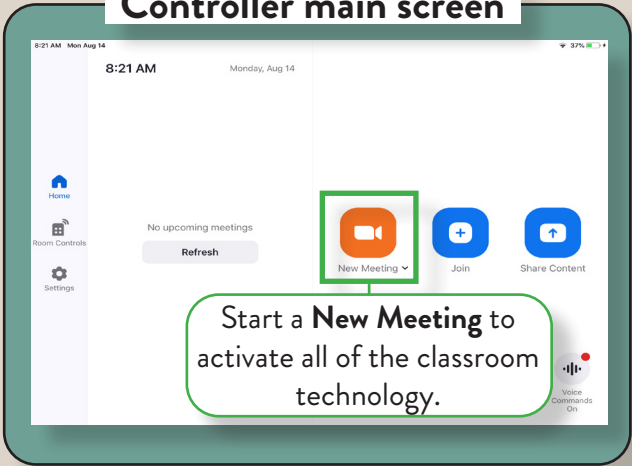 Controller main screen
8:21 AM Mon Aug 14
37%
8:21 AM
Monday, Aug 14
Home
Room Controls
Settings
No upcoming meetings
Refresh
New Meeting
Join
Share Content
Start a New Meeting to
activate all of the classroom
technology.
Voice
Commands
On